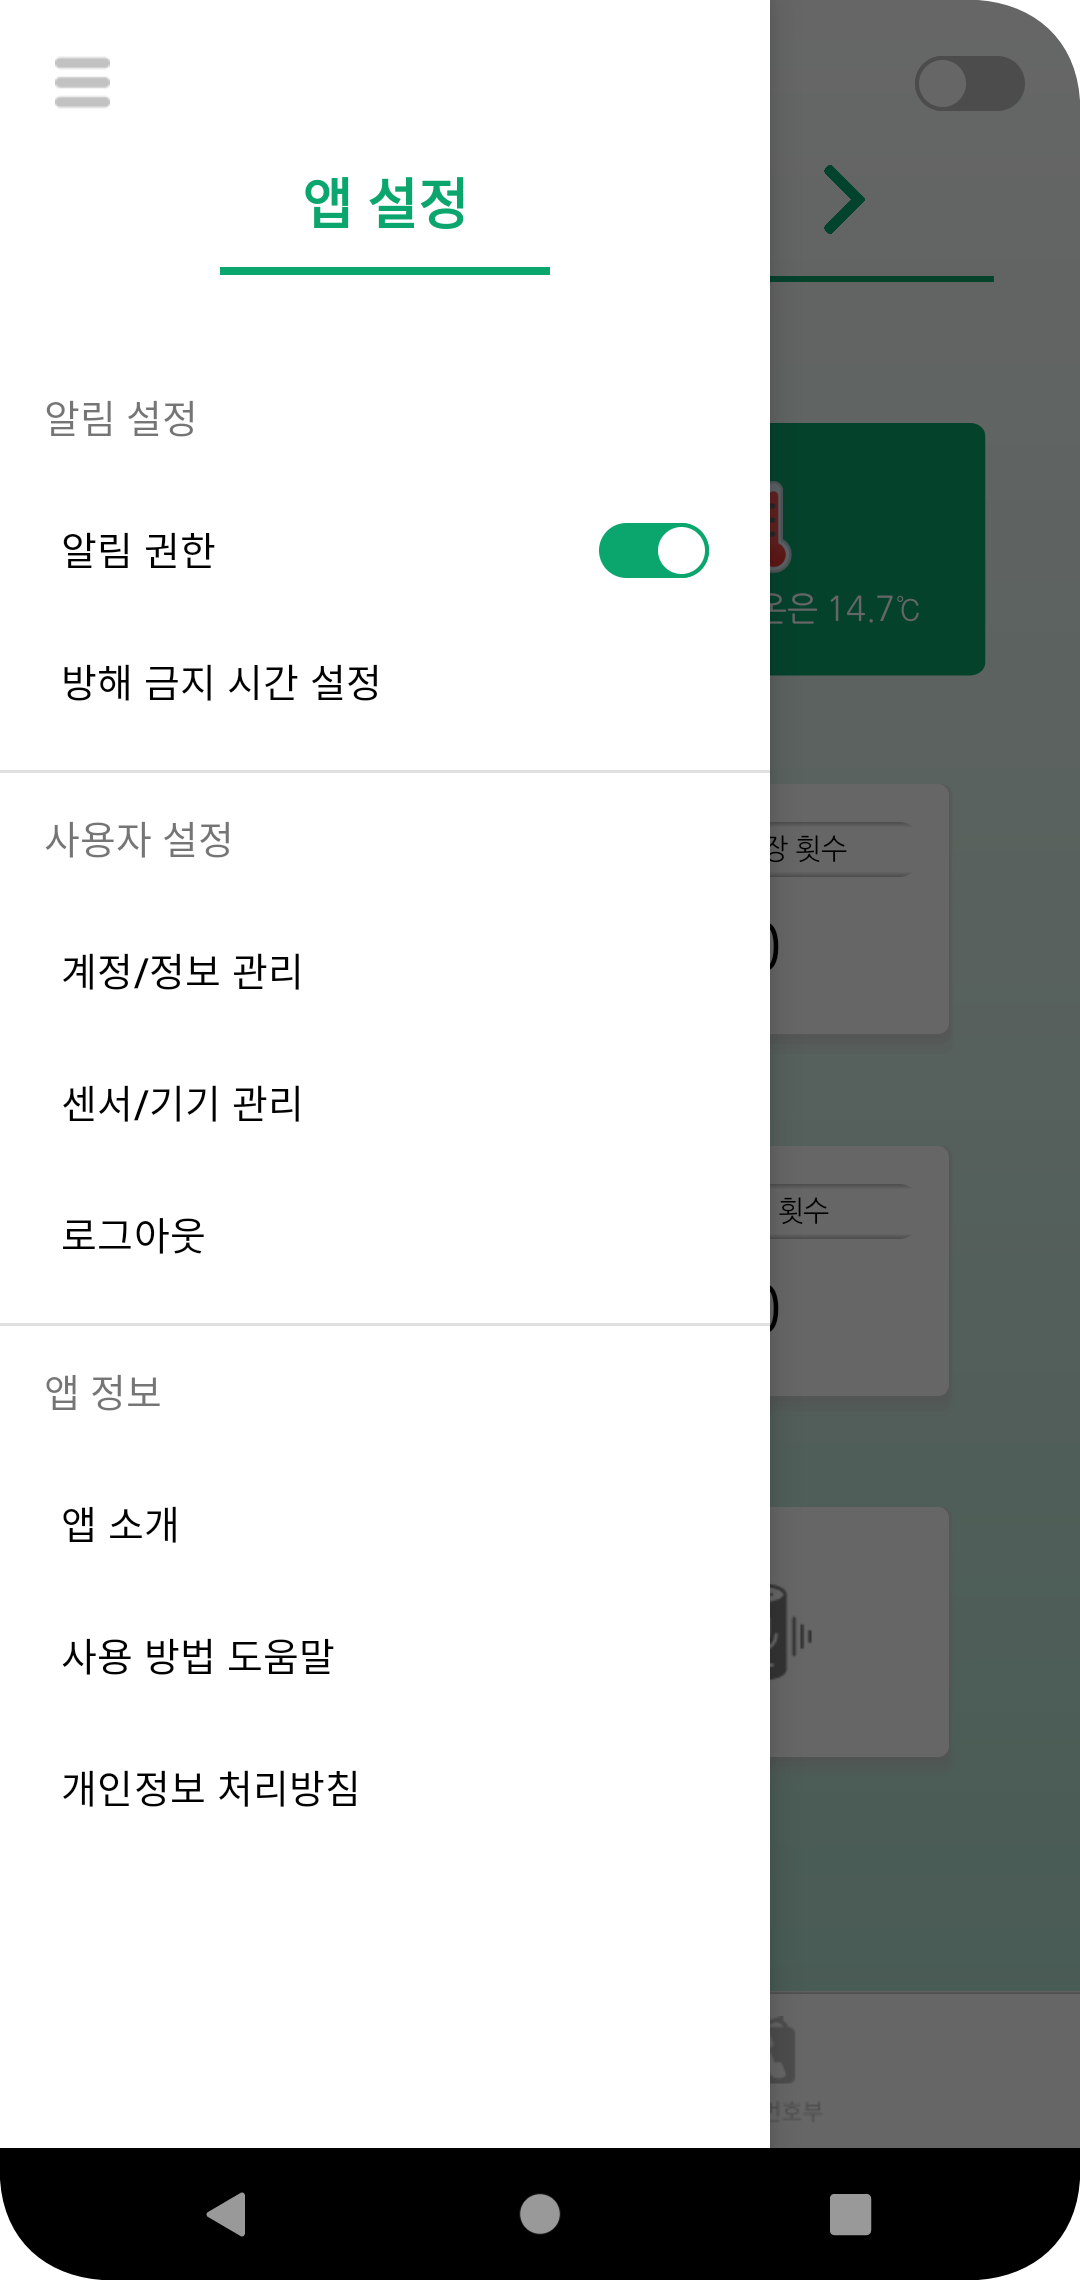 앱 설정
알림 설정
알림 권한
은 14.7℃
방해 금지 시간 설정
사용자 설정
장 횟수
계정/정보 관리
센서/기기 관리
횟수
로그아웃
앱 정보
앱 소개
사용 방법 도움말
개인정보 처리방침
호부